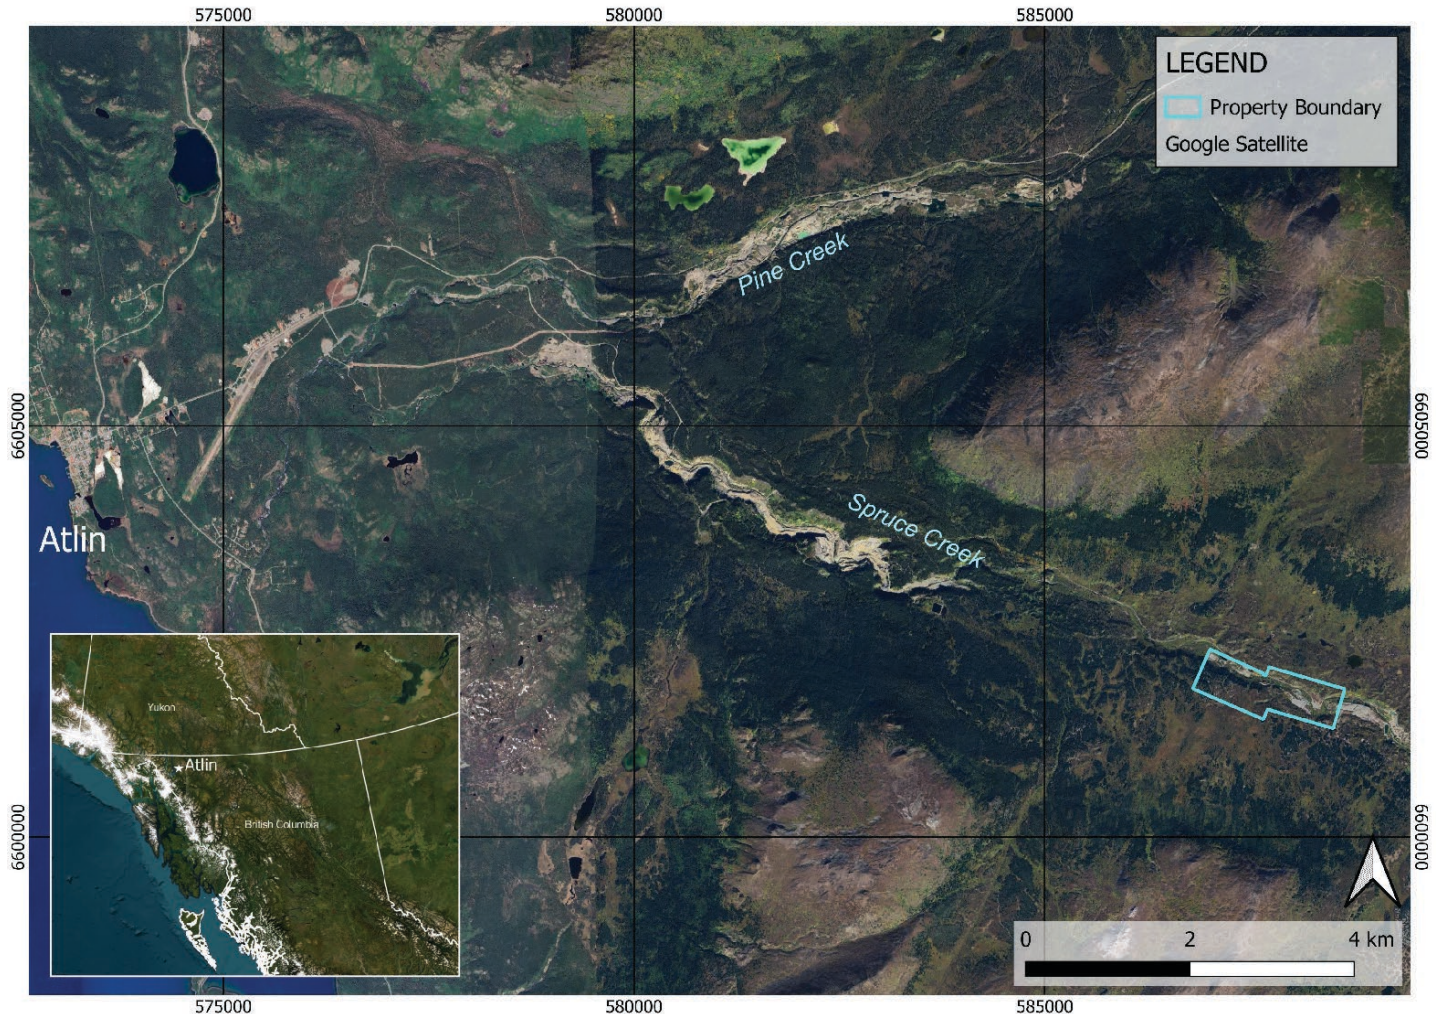 575000
580000
585000
LEGEND
Property Boundary
Google Satellite
Pine Creek
6605000
6605000
Spruce Creek
Atlin
Yukon
Atlin
British Columbia
6600000
6600000
0
2
4 km
575000
580000
585000